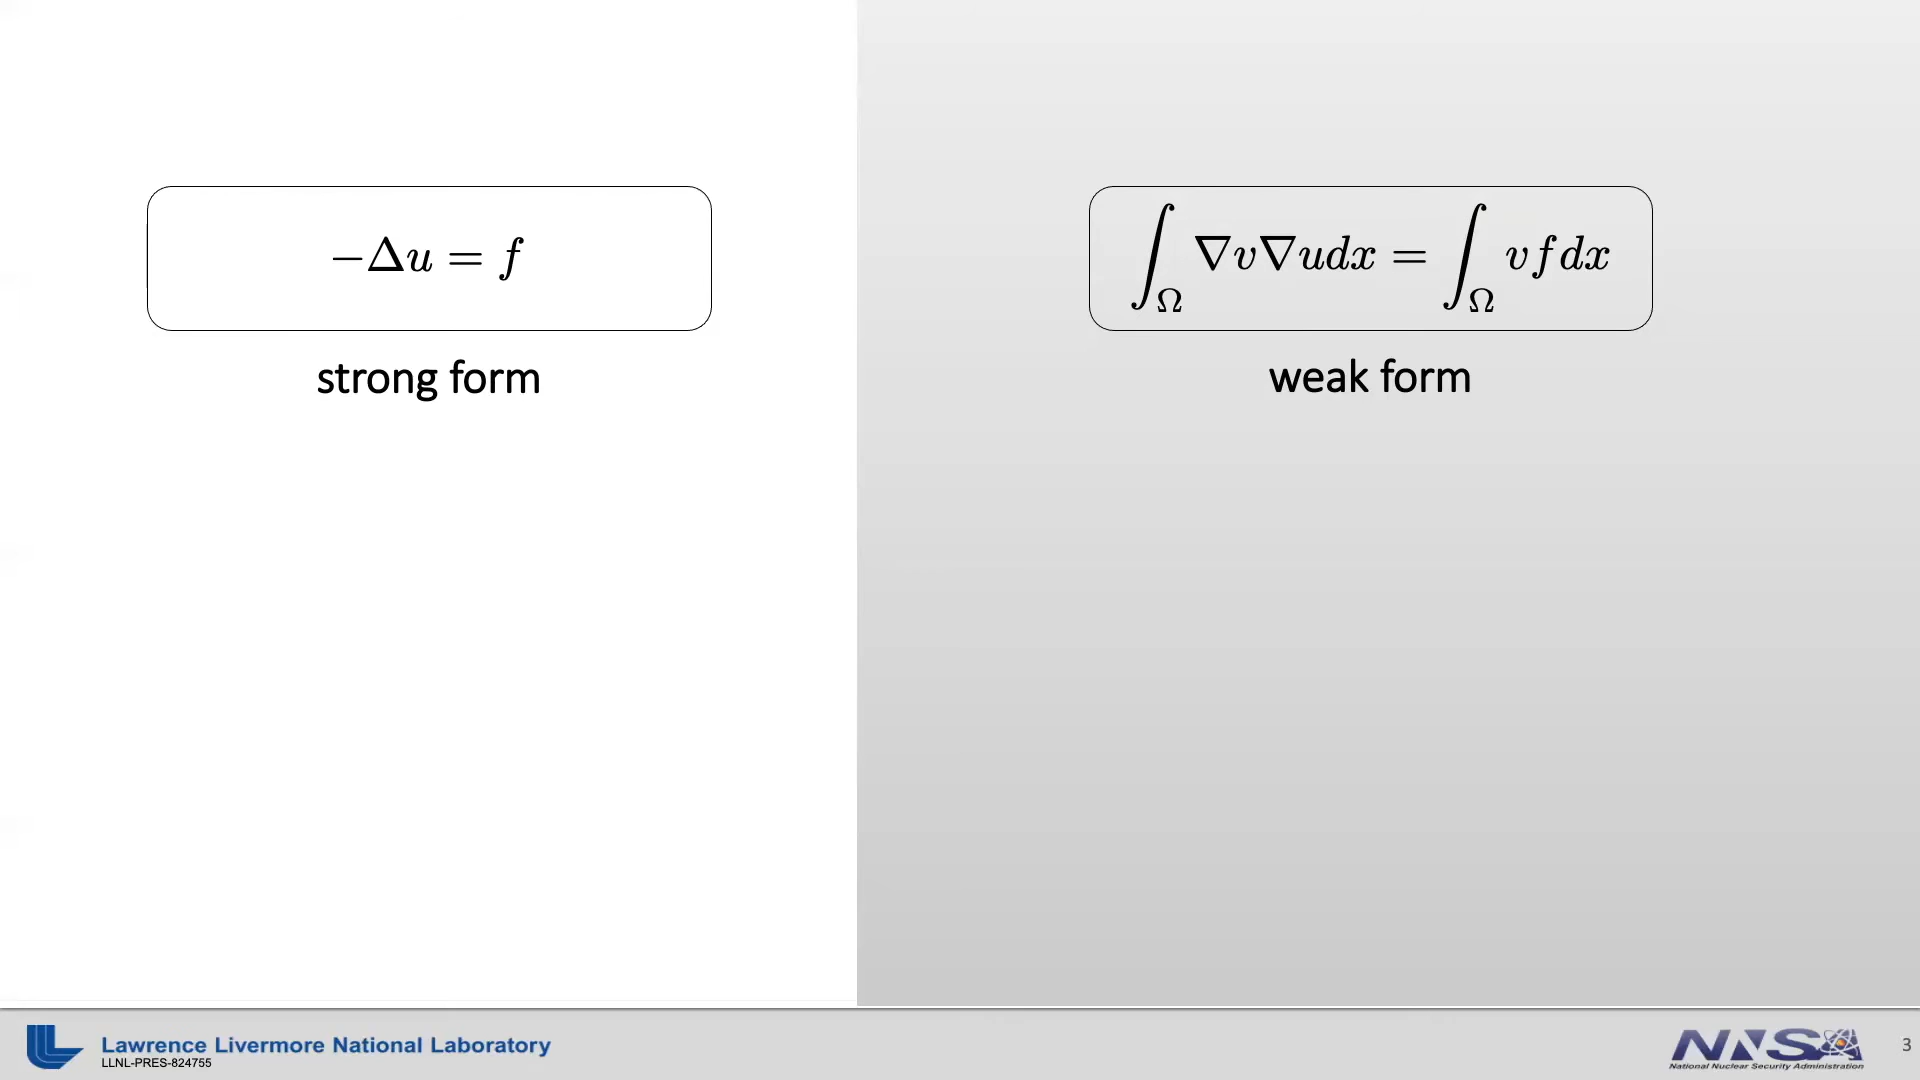 −Δu = f
strong form
∫_Ω ∇v∇udx = ∫_Ω vfdx
weak form
Lawrence Livermore National Laboratory
LLNL-PRES-824755
NNSA
National Nuclear Security Administration
3